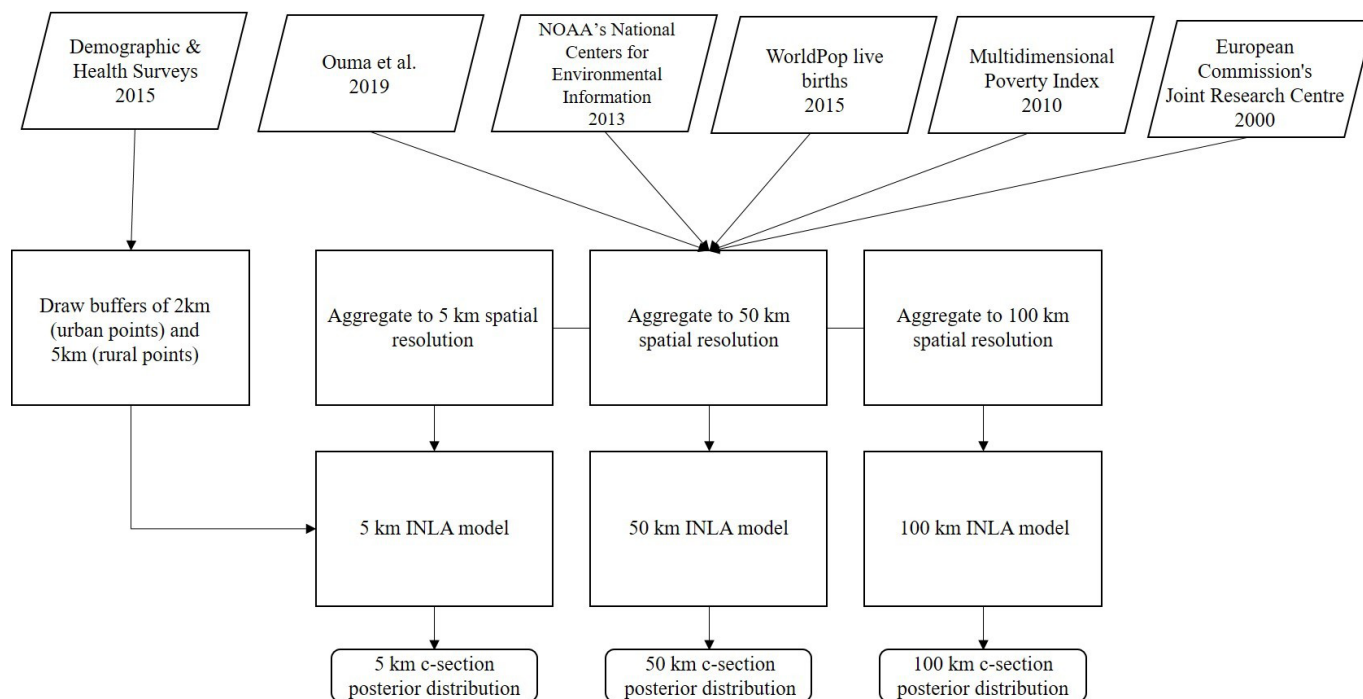 Demographic &
Health Surveys
2015
Ouma et al.
2019
NOAA's National
Centers for
Environmental
Information
2013
WorldPop live
births
2015
Multidimensional
Poverty Index
2010
European
Commission's
Joint Research Centre
2000
Draw buffers of 2km
(urban points) and
5km (rural points)
Aggregate to 5 km spatial
resolution
Aggregate to 50 km
spatial resolution
Aggregate to 100 km
spatial resolution
5 km INLA model
50 km INLA model
100 km INLA model
5 km c-section
posterior distribution
50 km c-section
posterior distribution
100 km c-section
posterior distribution